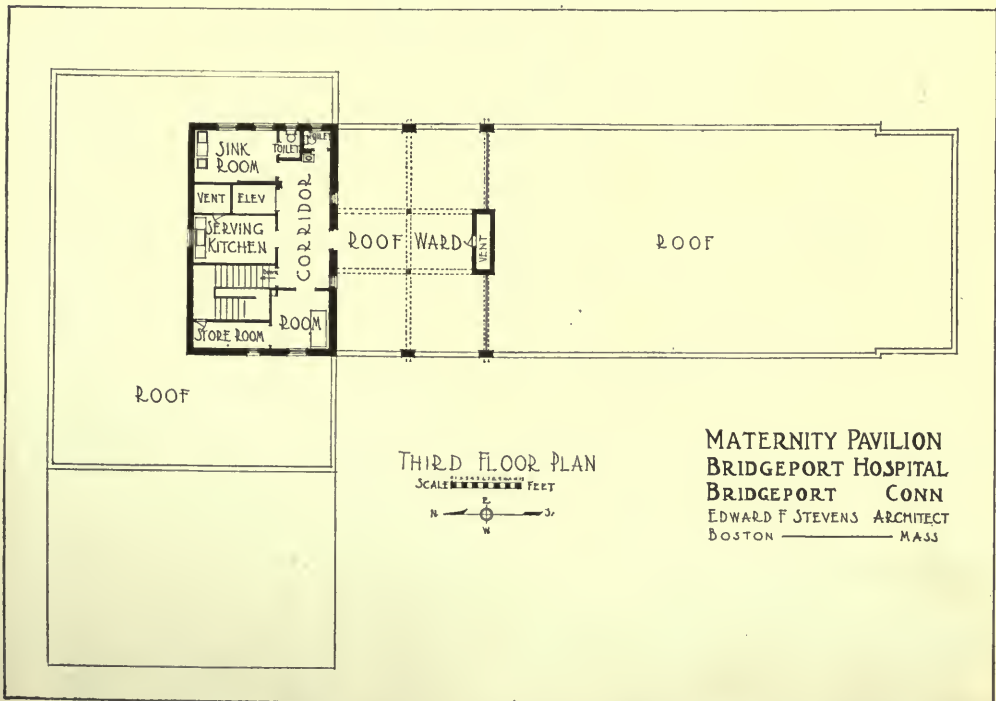 SINK
ROOM
TOILET
TOILET
VENT
ELEV
SERVING
KITCHEN
CORRIDOR
STORE ROOM
ROOM
ROOF WARD
VENT
ROOF
ROOF
THIRD FLOOR PLAN
SCALE FEET
E
N S
W
MATERNITY PAVILION
BRIDGEPORT HOSPITAL
BRIDGEPORT CONN
EDWARD F STEVENS ARCHITECT
BOSTON MASS